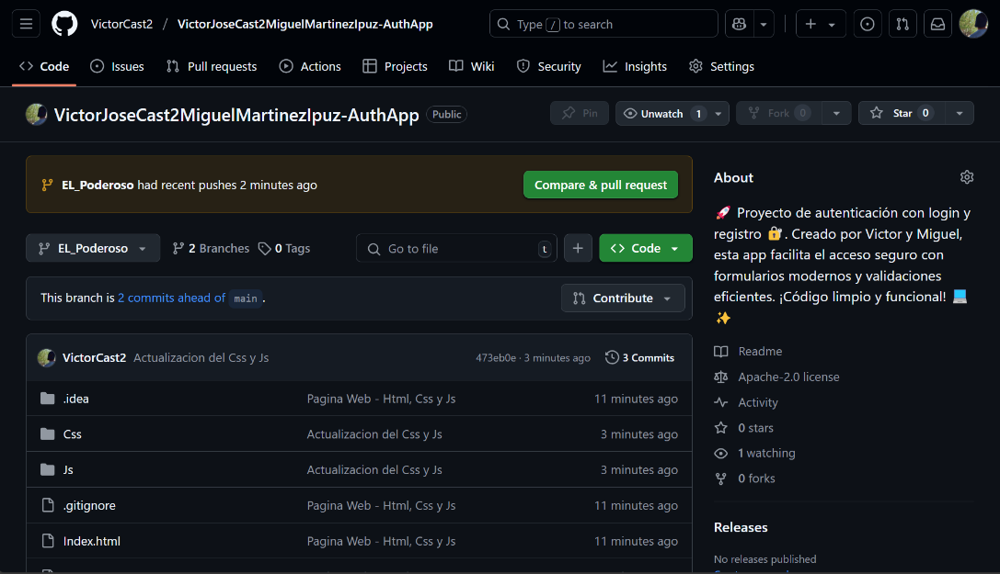 VictorCast2 / VictorJoseCast2MiguelMartinezIpuz-AuthApp
Type / to search
Code Issues Pull requests Actions Projects Wiki Security Insights Settings
VictorJoseCast2MiguelMartinezIpuz-AuthApp Public
Pin Unwatch 1 Fork 0 Star 0
EL_Poderoso had recent pushes 2 minutes ago
Compare & pull request
EL_Poderoso 2 Branches 0 Tags Go to file t + Code
This branch is 2 commits ahead of main .
Contribute
VictorCast2 Actualizacion del Css y Js 473eb0e · 3 minutes ago 3 Commits
.idea Pagina Web - Html, Css y Js 11 minutes ago
Css Actualizacion del Css y Js 3 minutes ago
Js Actualizacion del Css y Js 3 minutes ago
.gitignore Pagina Web - Html, Css y Js 11 minutes ago
Index.html Pagina Web - Html, Css y Js 11 minutes ago
About
🚀 Proyecto de autenticación con login y
registro 🔐. Creado por Victor y Miguel,
esta app facilita el acceso seguro con
formularios modernos y validaciones
eficientes. ¡Código limpio y funcional! 💻
✨
Readme
Apache-2.0 license
Activity
0 stars
1 watching
0 forks
Releases
No releases published